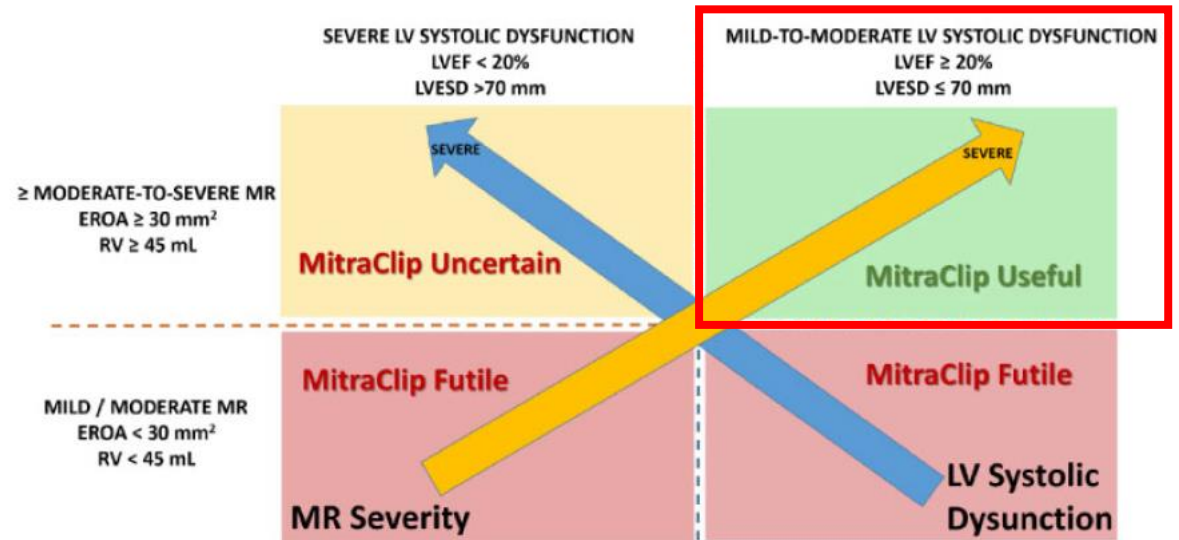 SEVERE LV SYSTOLIC DYSFUNCTION
LVEF < 20%
LVESD >70 mm
MILD-TO-MODERATE LV SYSTOLIC DYSFUNCTION
LVEF ≥ 20%
LVESD ≤ 70 mm
≥ MODERATE-TO-SEVERE MR
EROA ≥ 30 mm²
RV ≥ 45 mL
SEVERE
MitraClip Uncertain
SEVERE
MitraClip Useful
MILD / MODERATE MR
EROA < 30 mm²
RV < 45 mL
MitraClip Futile
MR Severity
MitraClip Futile
LV Systolic
Dysunction